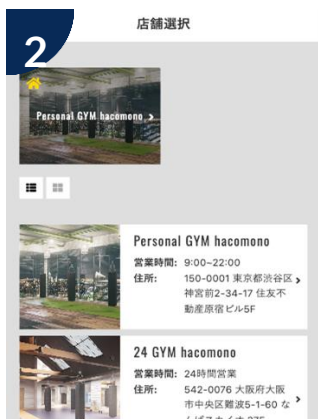 店舗選択
2
Personal GYM hacomono
Personal GYM hacomono
営業時間: 9:00~22:00
住所: 150-0001 東京都渋谷区
神宮前2-34-17 住友不
動産原宿ビル5F
24 GYM hacomono
営業時間: 24時間営業
住所: 542-0076 大阪府大阪
市中央区難波5-1-60 な